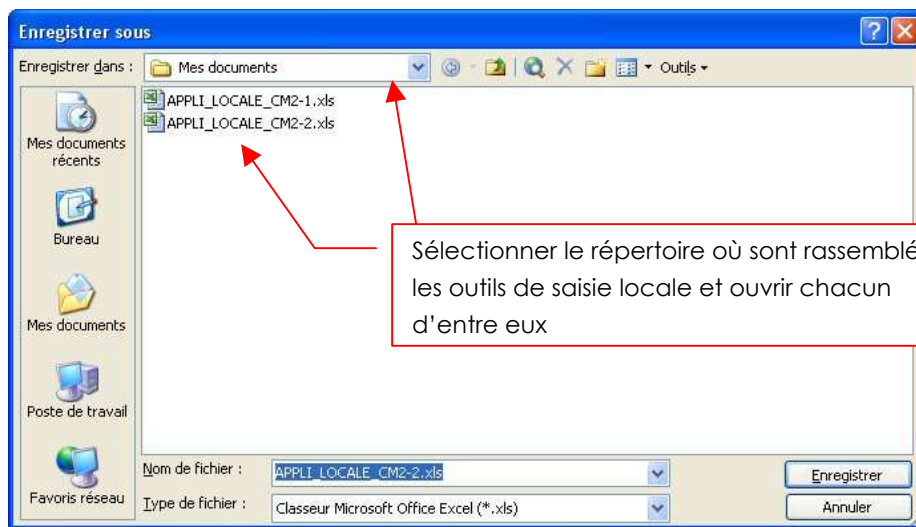 Enregistrer sous
Enregistrer dans :
Mes documents
Outils
APPLI_LOCALE_CM2-1.xls
APPLI_LOCALE_CM2-2.xls
Mes documents
récents
Bureau
Mes documents
Poste de travail
Favoris réseau
Sélectionner le répertoire où sont rassemblé
les outils de saisie locale et ouvrir chacun
d’entre eux
Nom de fichier :
APPLI_LOCALE_CM2-2.xls
Enregistrer
Type de fichier :
Classeur Microsoft Office Excel (*.xls)
Annuler